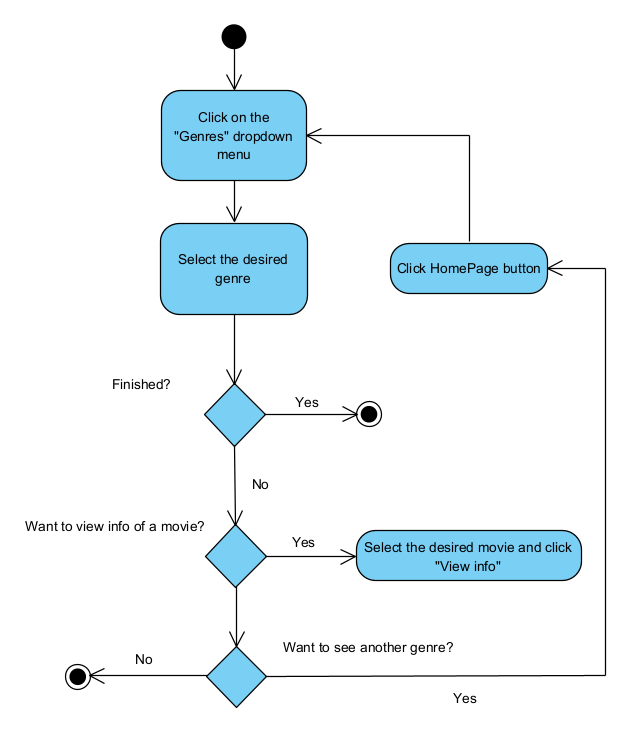 Click on the
"Genres" dropdown
menu
Select the desired
genre
Click HomePage button
Finished?
Yes
No
Want to view info of a movie?
Yes
Select the desired movie and click
"View info"
Want to see another genre?
No
Yes